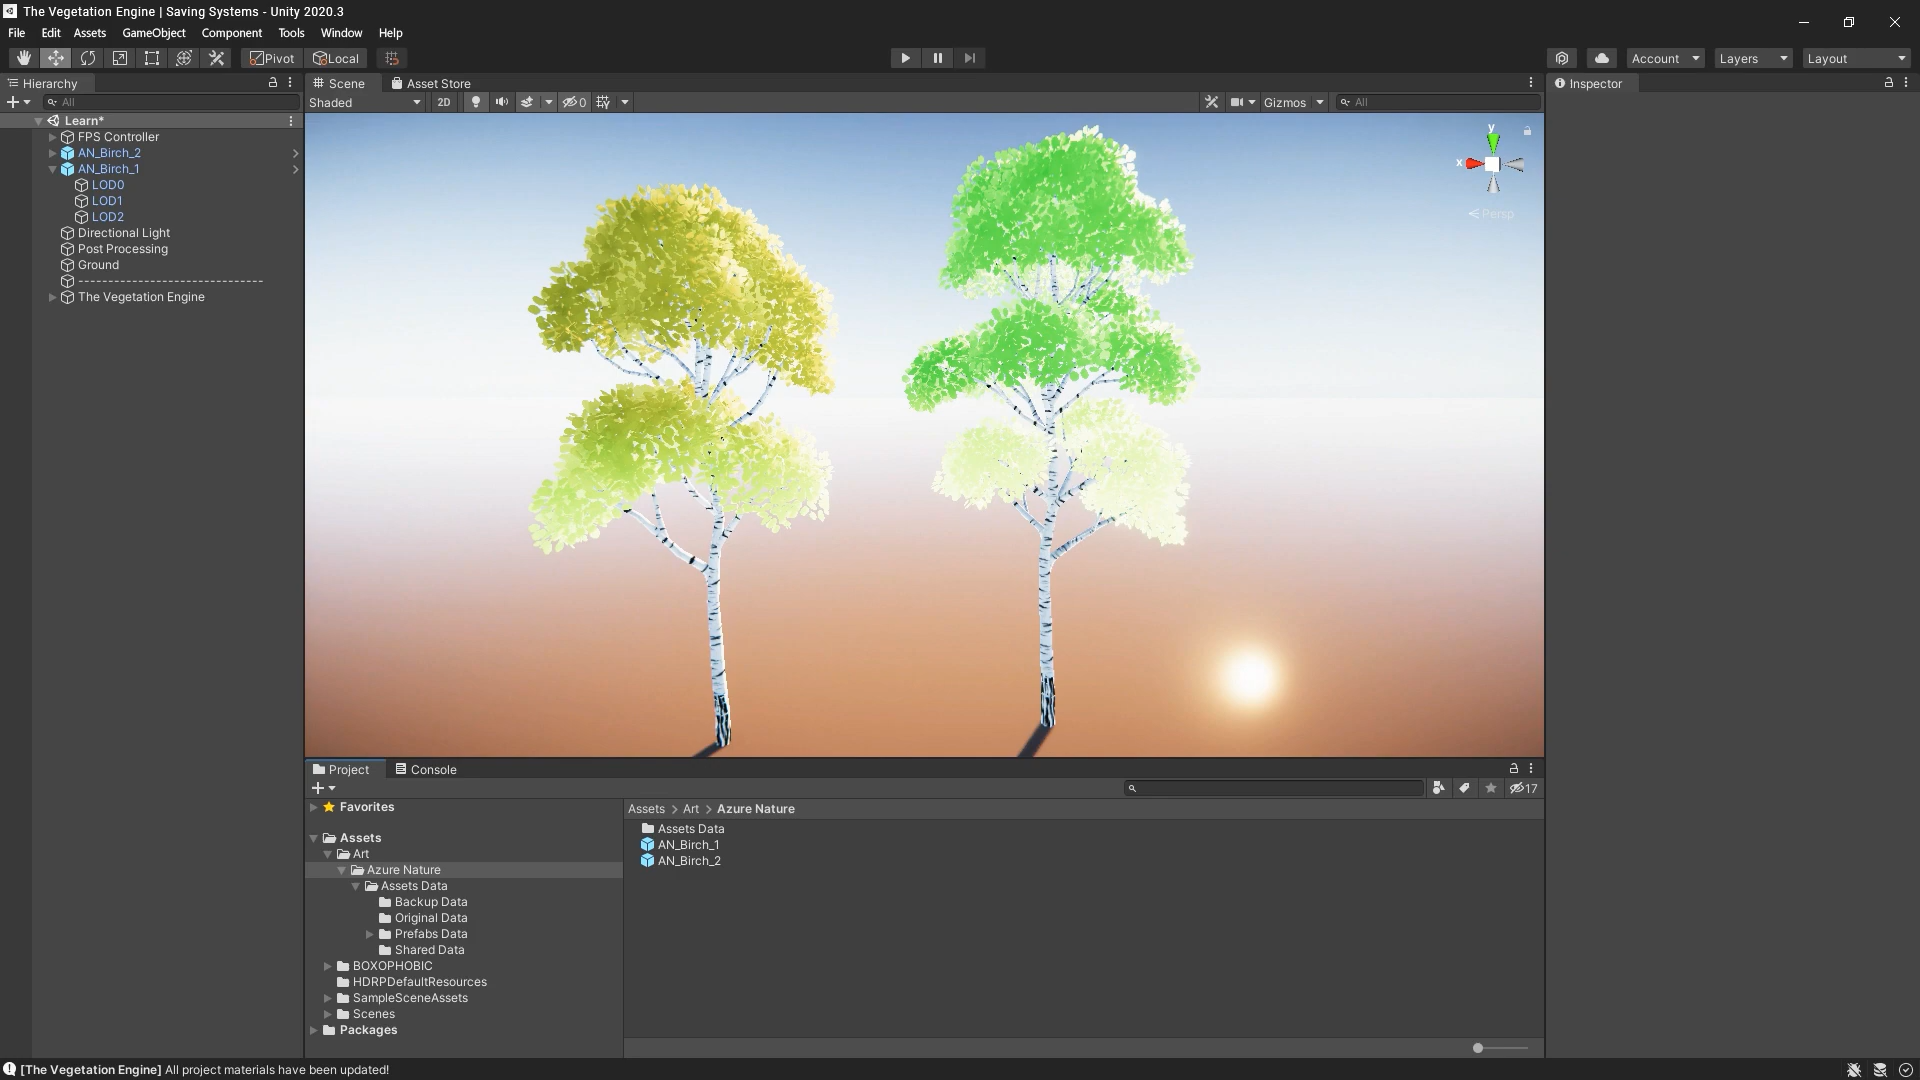 The Vegetation Engine | Saving Systems - Unity 2020.3
File Edit Assets GameObject Component Tools Window Help
Pivot Local Account Layers Layout
Hierarchy
All
Learn*
FPS Controller
AN_Birch_2
AN_Birch_1
LOD0
LOD1
LOD2
Directional Light
Post Processing
Ground
--------------------------------
The Vegetation Engine
Scene Asset Store
Shaded 2D 0 Gizmos All
y
x
Persp
Inspector
Project Console
17
Favorites
Assets
Art
Azure Nature
Assets Data
Backup Data
Original Data
Prefabs Data
Shared Data
BOXOPHOBIC
HDRPDefaultResources
SampleSceneAssets
Scenes
Packages
Assets > Art > Azure Nature
Assets Data
AN_Birch_1
AN_Birch_2
[The Vegetation Engine] All project materials have been updated!